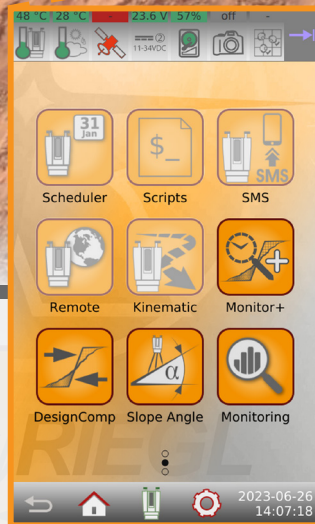 48 °C 28 °C - 23.6 V 57% off -
11-34VDC
31
Jan
$_
SMS
Scheduler Scripts SMS
Remote Kinematic Monitor+
α
DesignComp Slope Angle Monitoring
RIEGL
2023-06-26
14:07:18